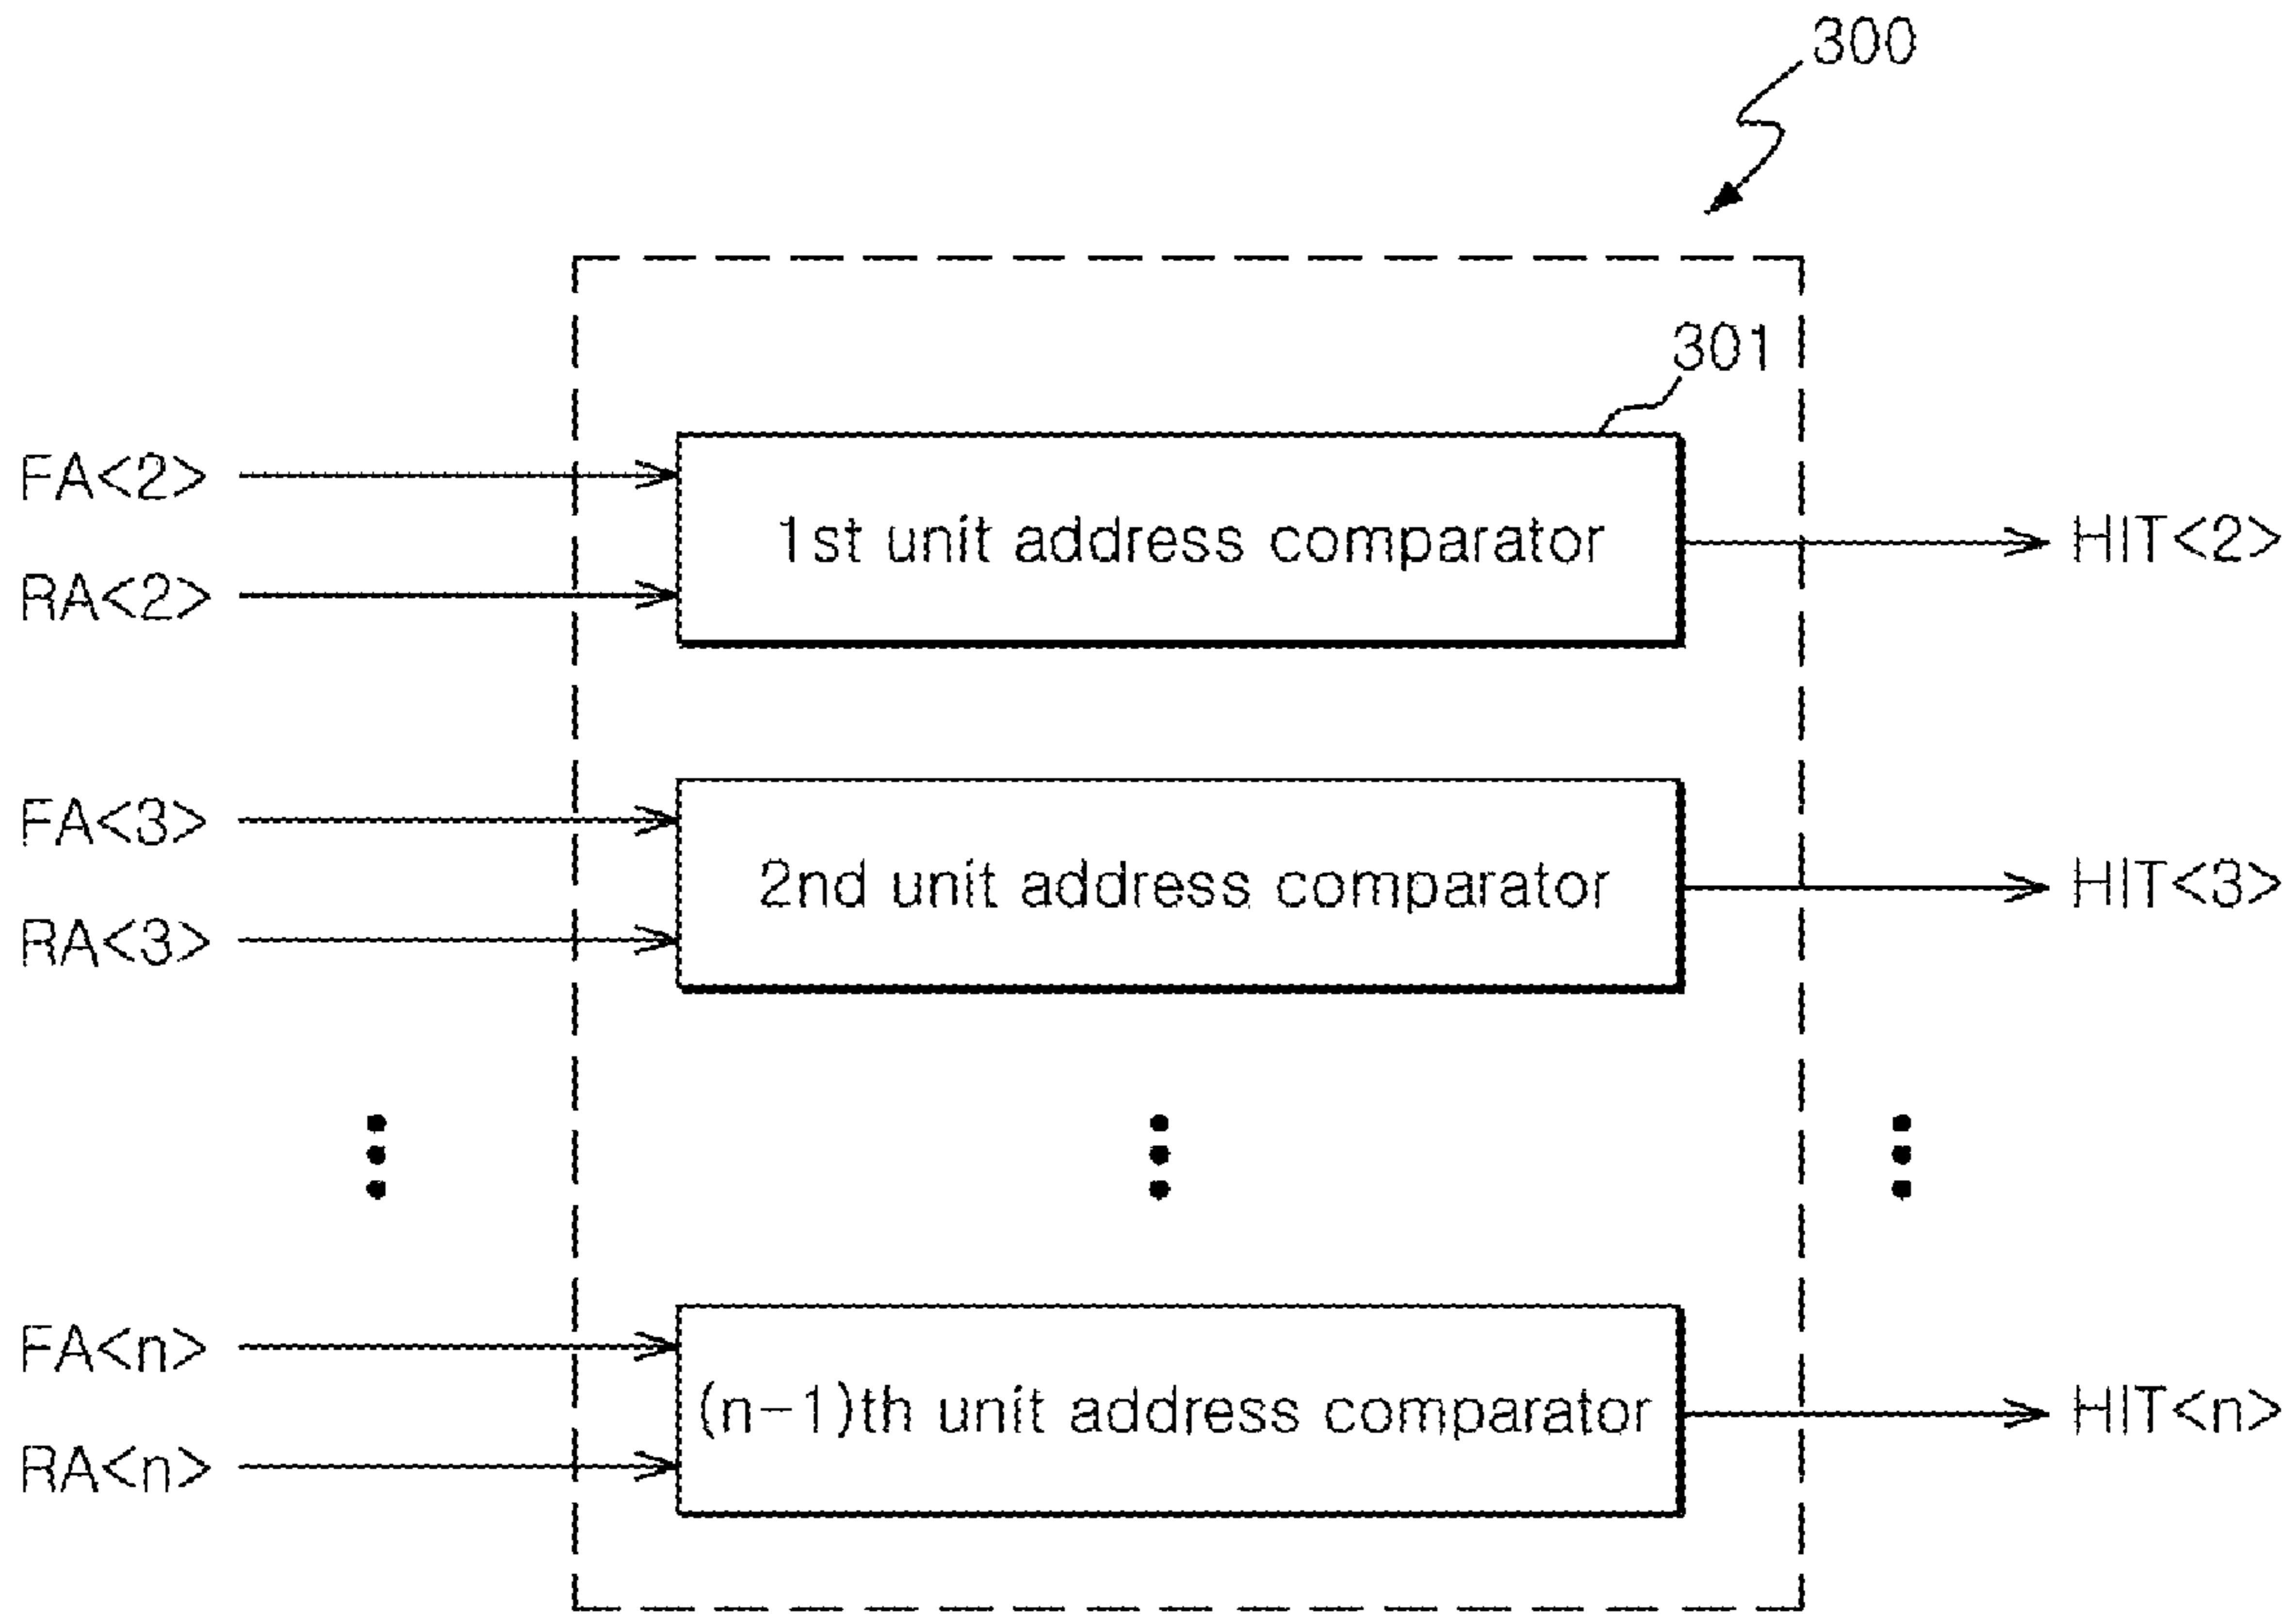 300
301
FA<2>
1st unit address comparator
HIT<2>
RA<2>
FA<3>
2nd unit address comparator
HIT<3>
RA<3>
FA<n>
(n-1)th unit address comparator
HIT<n>
RA<n>